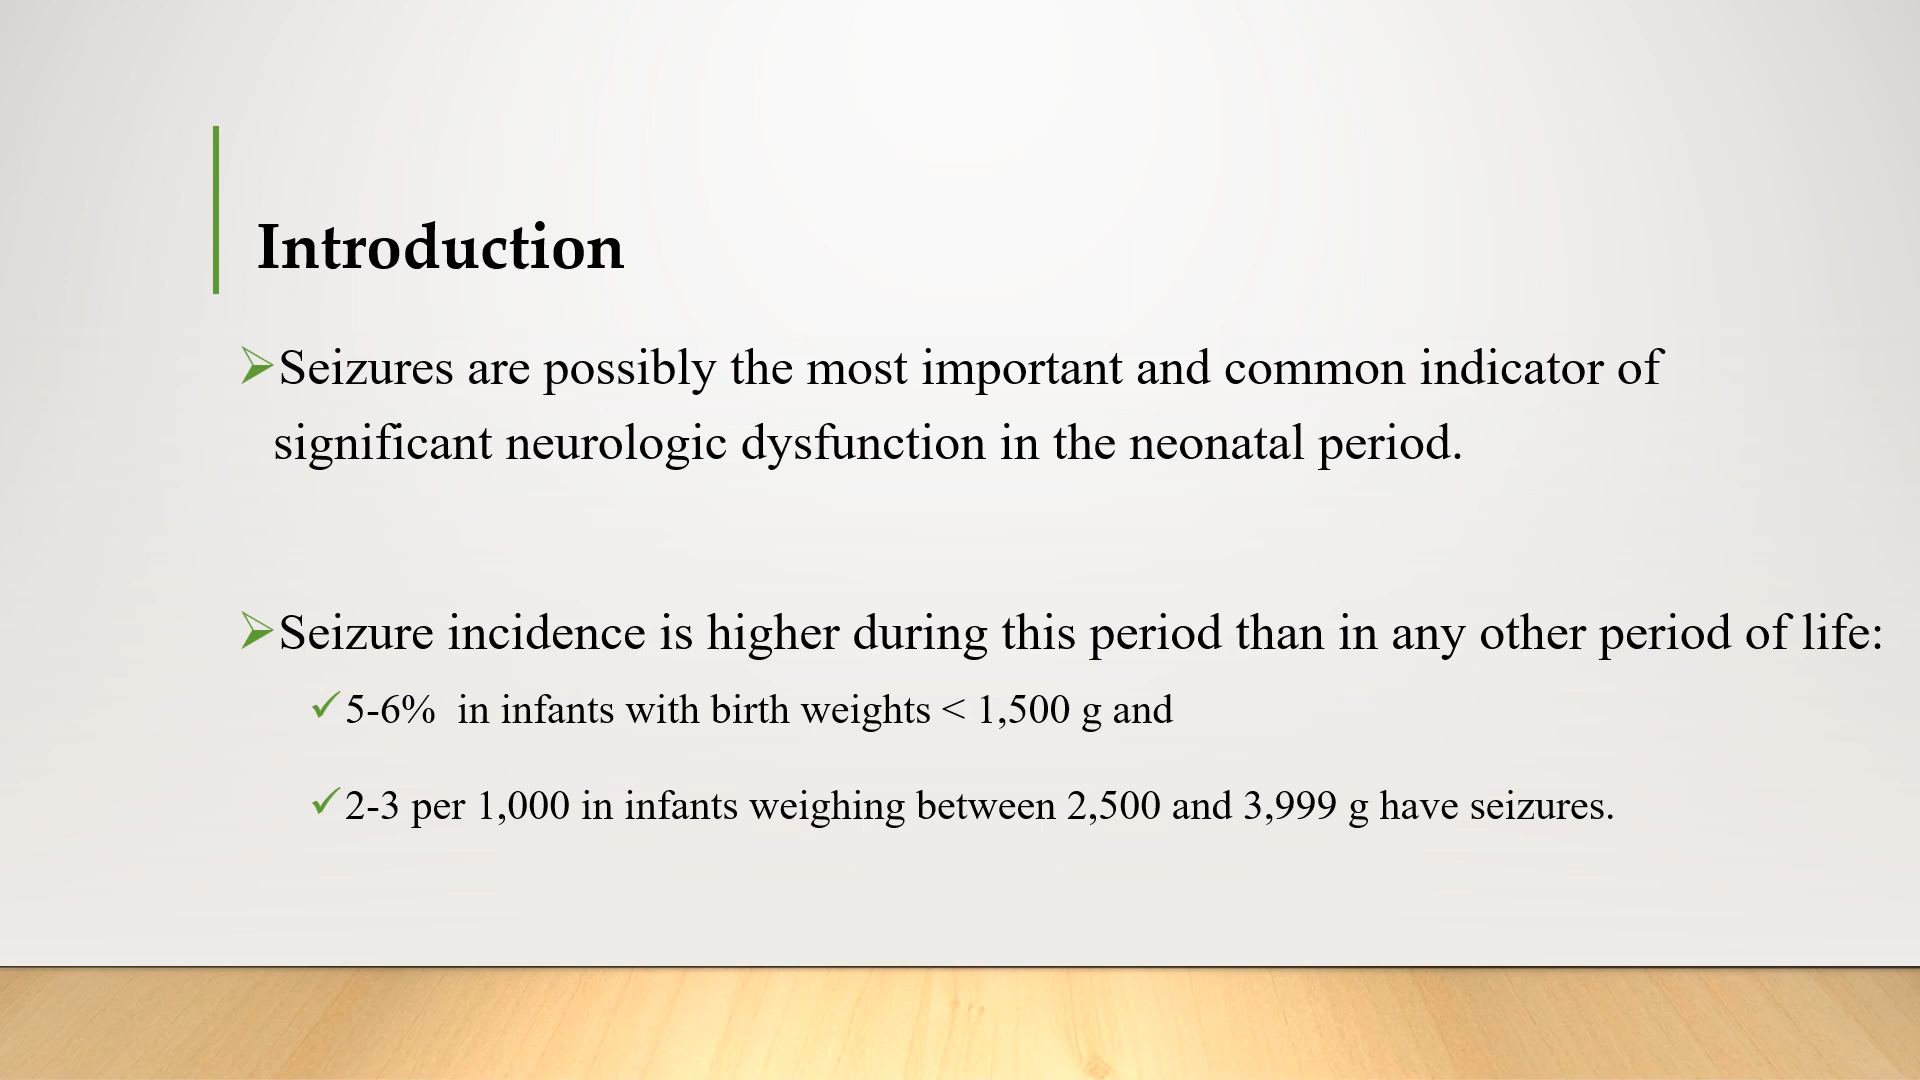 Introduction
Seizures are possibly the most important and common indicator of
significant neurologic dysfunction in the neonatal period.
Seizure incidence is higher during this period than in any other period of life:
5-6%  in infants with birth weights < 1,500 g and
2-3 per 1,000 in infants weighing between 2,500 and 3,999 g have seizures.